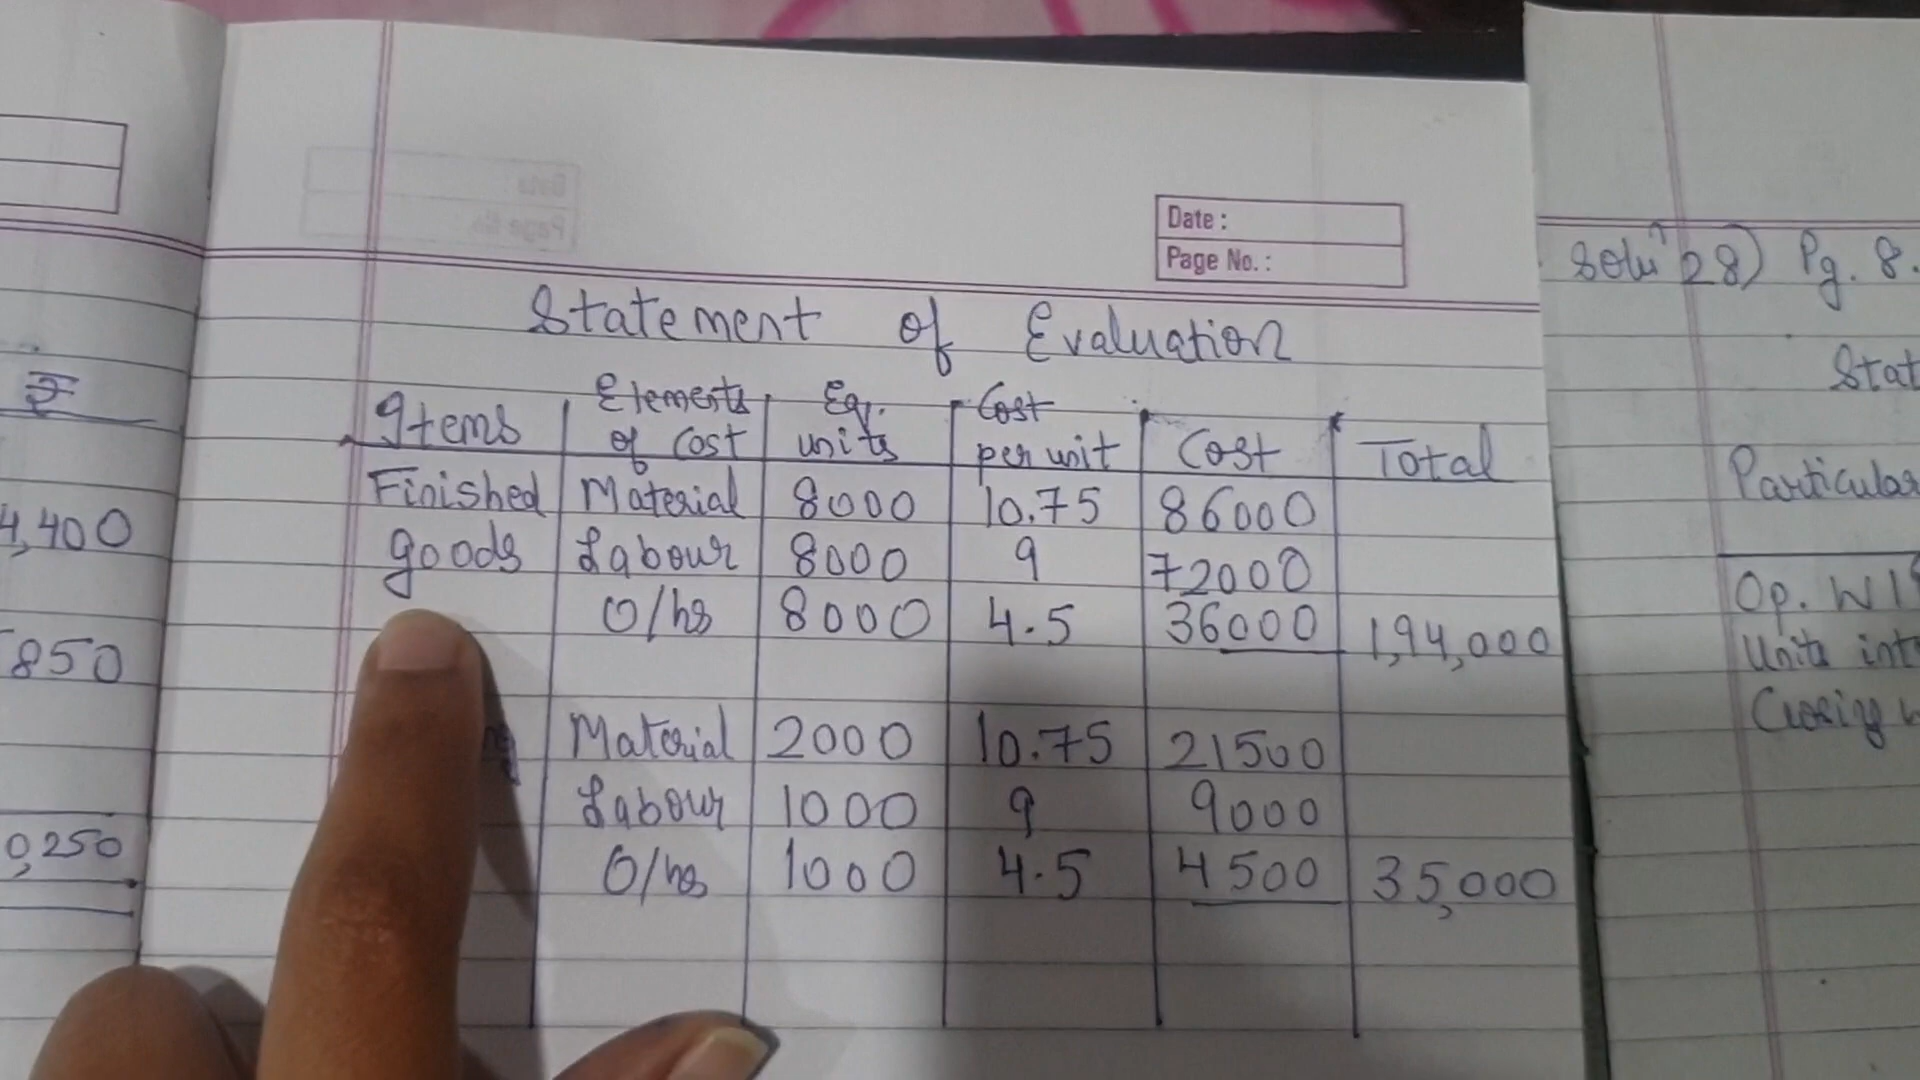 ₹
4,400
850
0,250
Date :
Page No. :
Statement of Evaluation
Items | Elements of Cost | Eq. units | Cost per unit | Cost | Total
Finished Material 8000 10.75 86000
goods Labour 8000 9 72000
O/hs 8000 4.5 36000 1,94,000
Material 2000 10.75 21500
Labour 1000 9 9000
O/hs 1000 4.5 4500 35,000
Soluⁿ 28) Pg. 8.
Stat
Particular
Op. WI
Units int
Closing